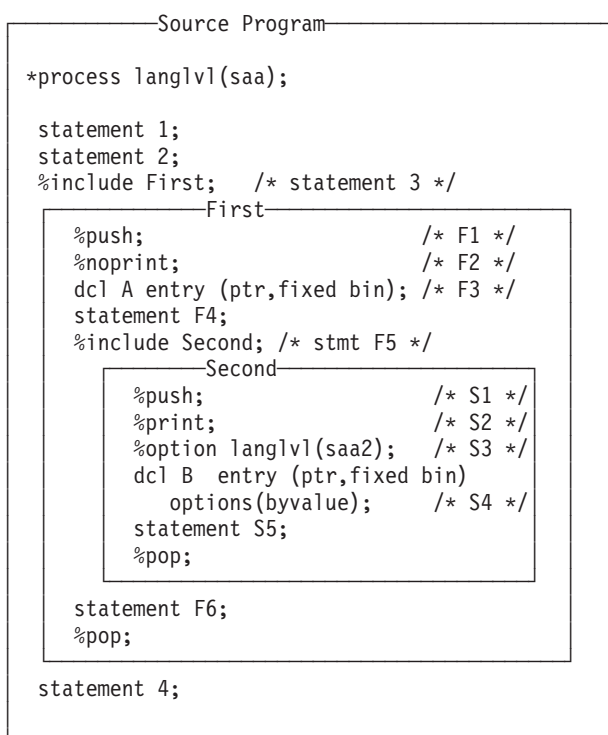 Source Program
*process langlvl(saa);
statement 1;
statement 2;
%include First; /* statement 3 */
First
%push; /* F1 */
%noprint; /* F2 */
dcl A entry (ptr,fixed bin); /* F3 */
statement F4;
%include Second; /* stmt F5 */
Second
%push; /* S1 */
%print; /* S2 */
%option langlvl(saa2); /* S3 */
dcl B entry (ptr,fixed bin)
options(byvalue); /* S4 */
statement S5;
%pop;
statement F6;
%pop;
statement 4;